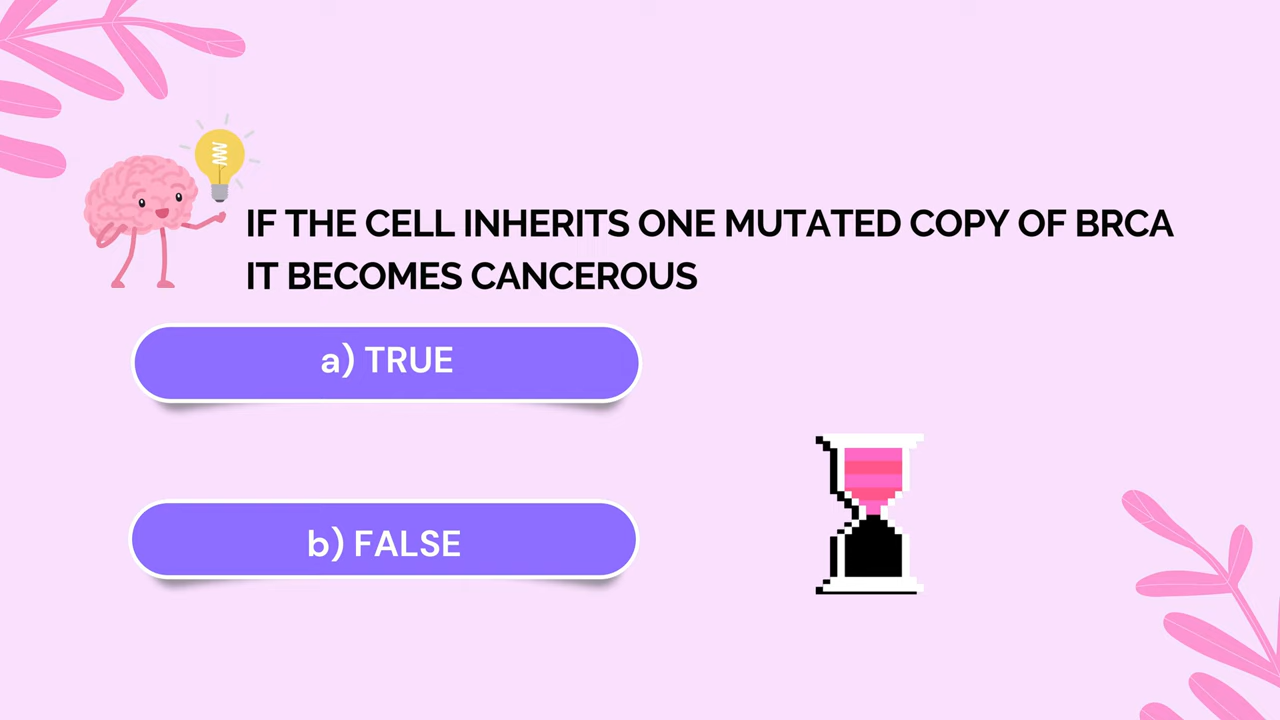 IF THE CELL INHERITS ONE MUTATED COPY OF BRCA
IT BECOMES CANCEROUS
a) TRUE
b) FALSE